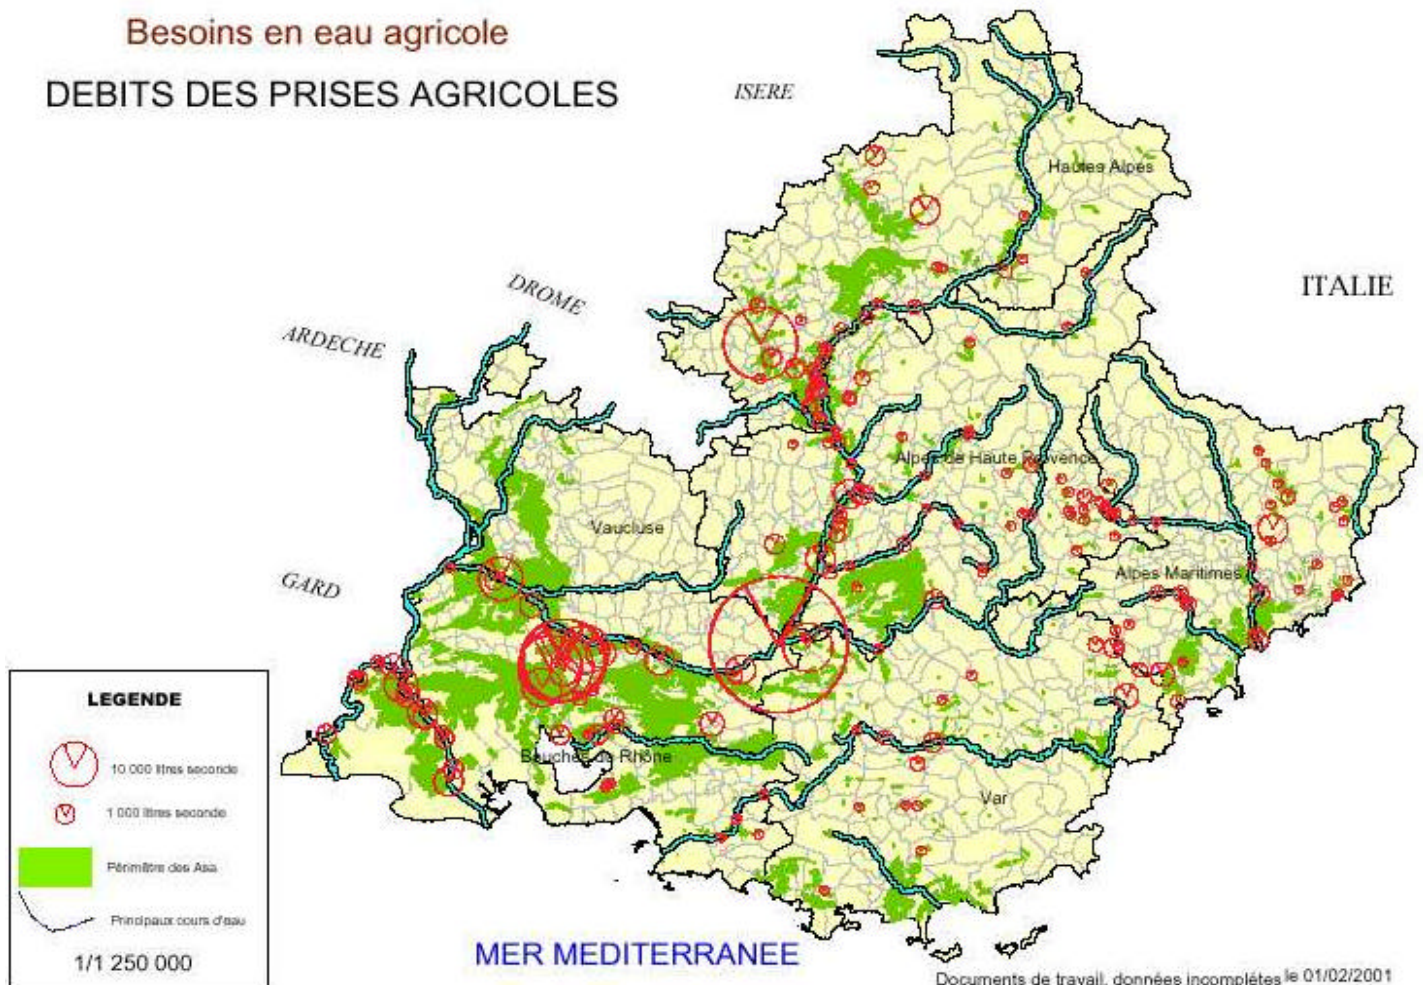 Besoins en eau agricole
DEBITS DES PRISES AGRICOLES
ISERE
Hautes Alpes
ITALIE
DROME
ARDECHE
Alpes de Haute Provence
Vaucluse
GARD
Alpes Maritimes
Bouches de Rhône
Var
LEGENDE
10 000 litres seconde
1 000 litres seconde
Périmètre des Asa
Principaux cours d'eau
1/1 250 000
MER MEDITERRANEE
Documents de travail, données incomplétes le 01/02/2001